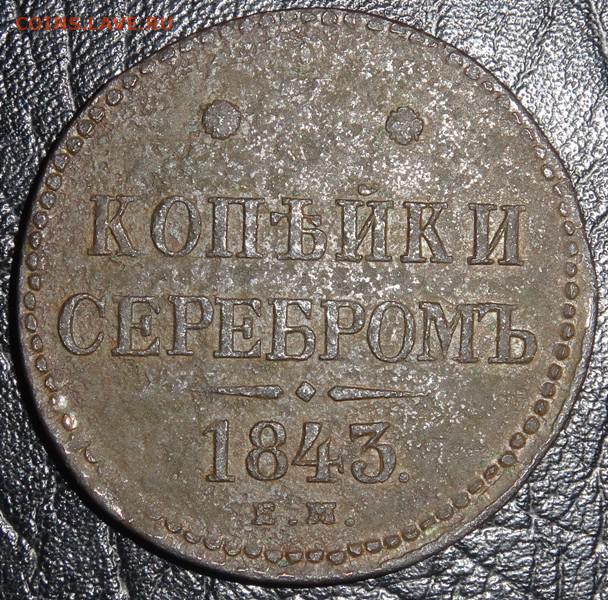 COINS.LAVE.RU
КОПѢЙКИ
СЕРЕБРОМЪ
1843.
Е.М.